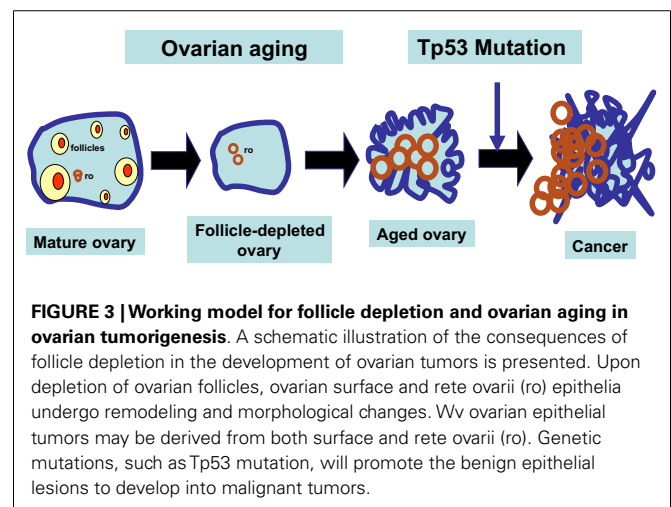 Ovarian aging
Tp53 Mutation
follicles
ro
ro
Mature ovary
Follicle-depleted
ovary
Aged ovary
Cancer
FIGURE 3 | Working model for follicle depletion and ovarian aging in
ovarian tumorigenesis. A schematic illustration of the consequences of
follicle depletion in the development of ovarian tumors is presented. Upon
depletion of ovarian follicles, ovarian surface and rete ovarii (ro) epithelia
undergo remodeling and morphological changes. Wv ovarian epithelial
tumors may be derived from both surface and rete ovarii (ro). Genetic
mutations, such as Tp53 mutation, will promote the benign epithelial
lesions to develop into malignant tumors.